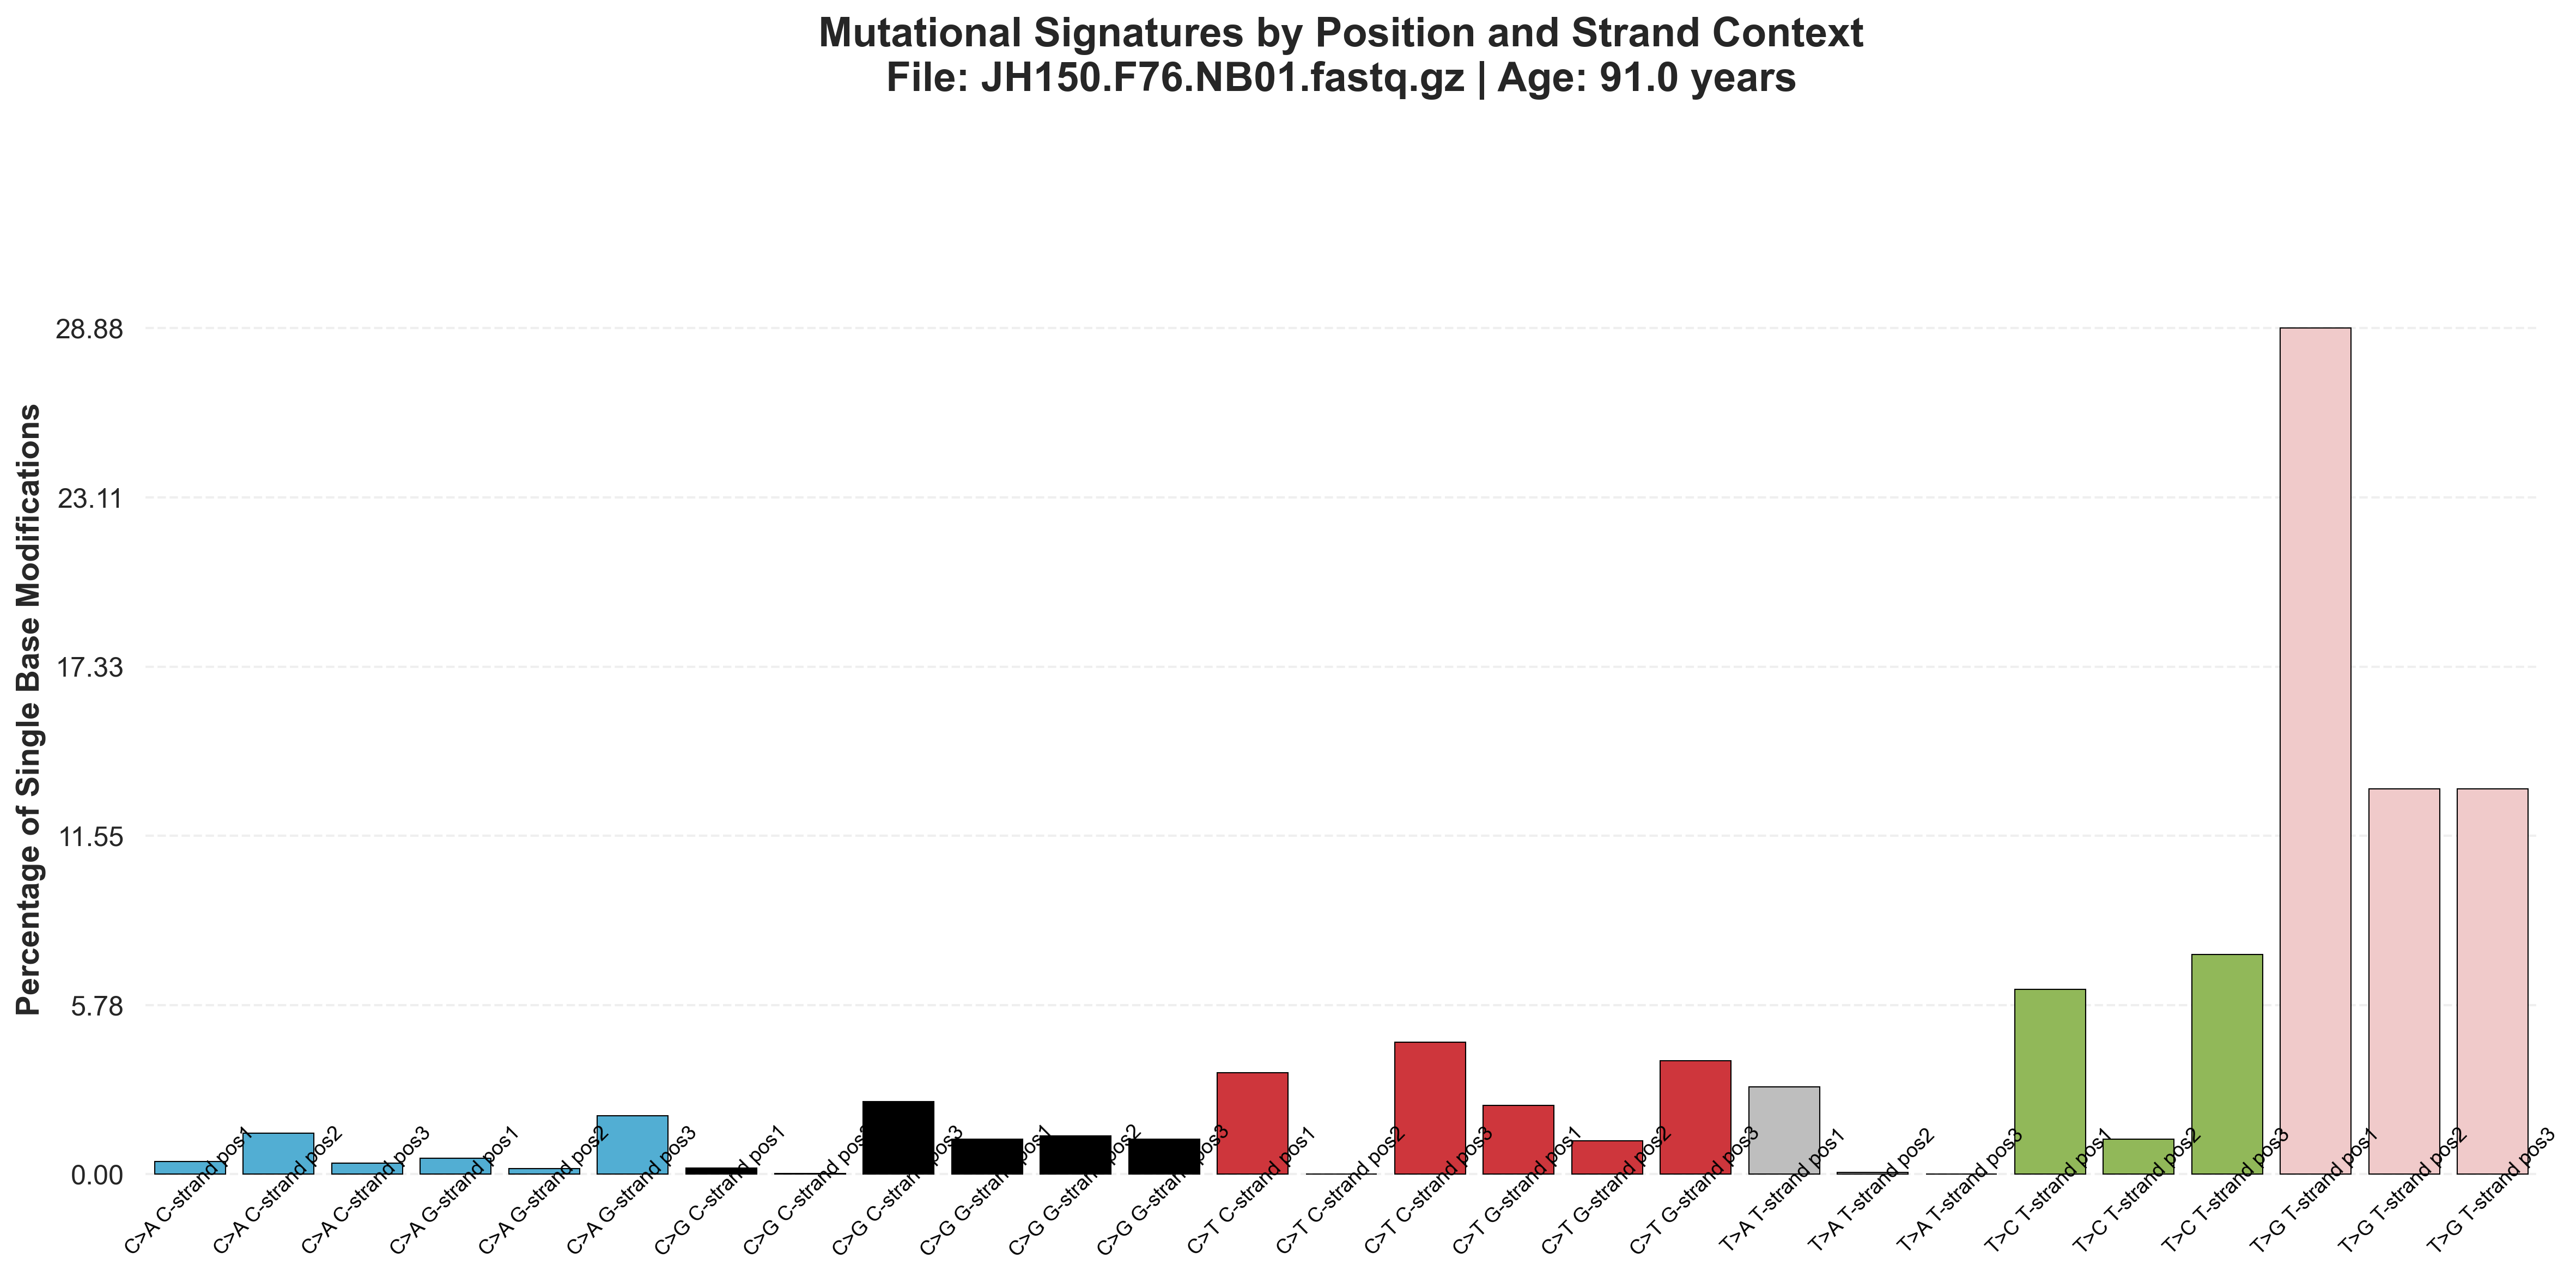 Mutational Signatures by Position and Strand Context
File: JH150.F76.NB01.fastq.gz | Age: 91.0 years
Percentage of Single Base Modifications
28.88
23.11
17.33
11.55
5.78
0.00
C>A C-strand pos1
C>A C-strand pos2
C>A C-strand pos3
C>A G-strand pos1
C>A G-strand pos2
C>A G-strand pos3
C>G C-strand pos1
C>G C-strand pos2
C>G C-strand pos3
C>G G-strand pos1
C>G G-strand pos2
C>G G-strand pos3
C>T C-strand pos1
C>T C-strand pos2
C>T C-strand pos3
C>T G-strand pos1
C>T G-strand pos2
C>T G-strand pos3
T>A T-strand pos1
T>A T-strand pos2
T>A T-strand pos3
T>C T-strand pos1
T>C T-strand pos2
T>C T-strand pos3
T>G T-strand pos1
T>G T-strand pos2
T>G T-strand pos3